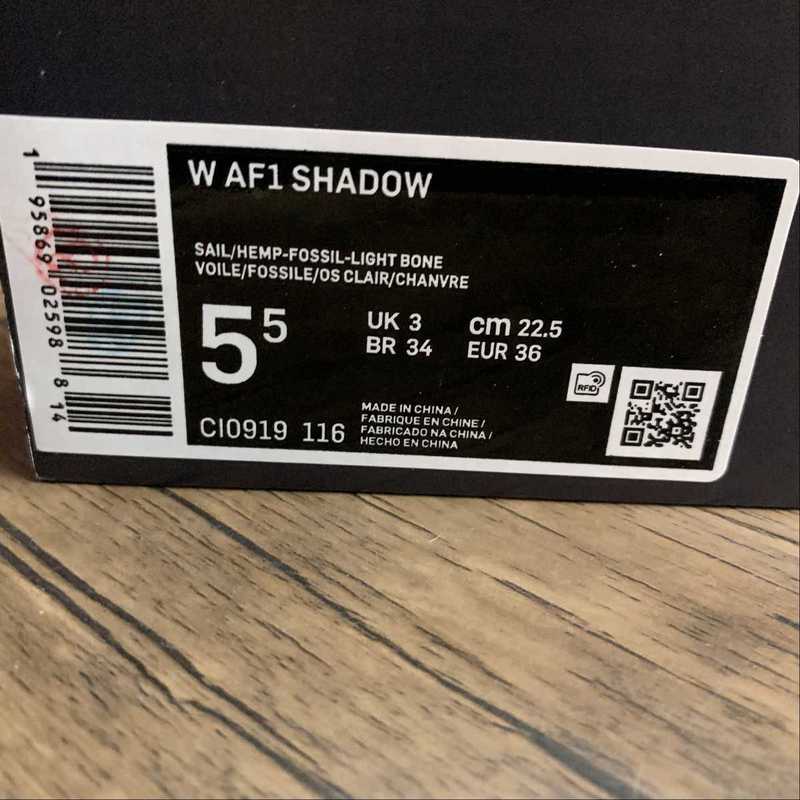 W AF1 SHADOW
SAIL/HEMP-FOSSIL-LIGHT BONE
VOILE/FOSSILE/OS CLAIR/CHANVRE
5 5
UK 3
cm 22.5
BR 34
EUR 36
RFID
CI0919 116
MADE IN CHINA /
FABRIQUE EN CHINE /
FABRICADO NA CHINA /
HECHO EN CHINA
1 95869 02598 8 14